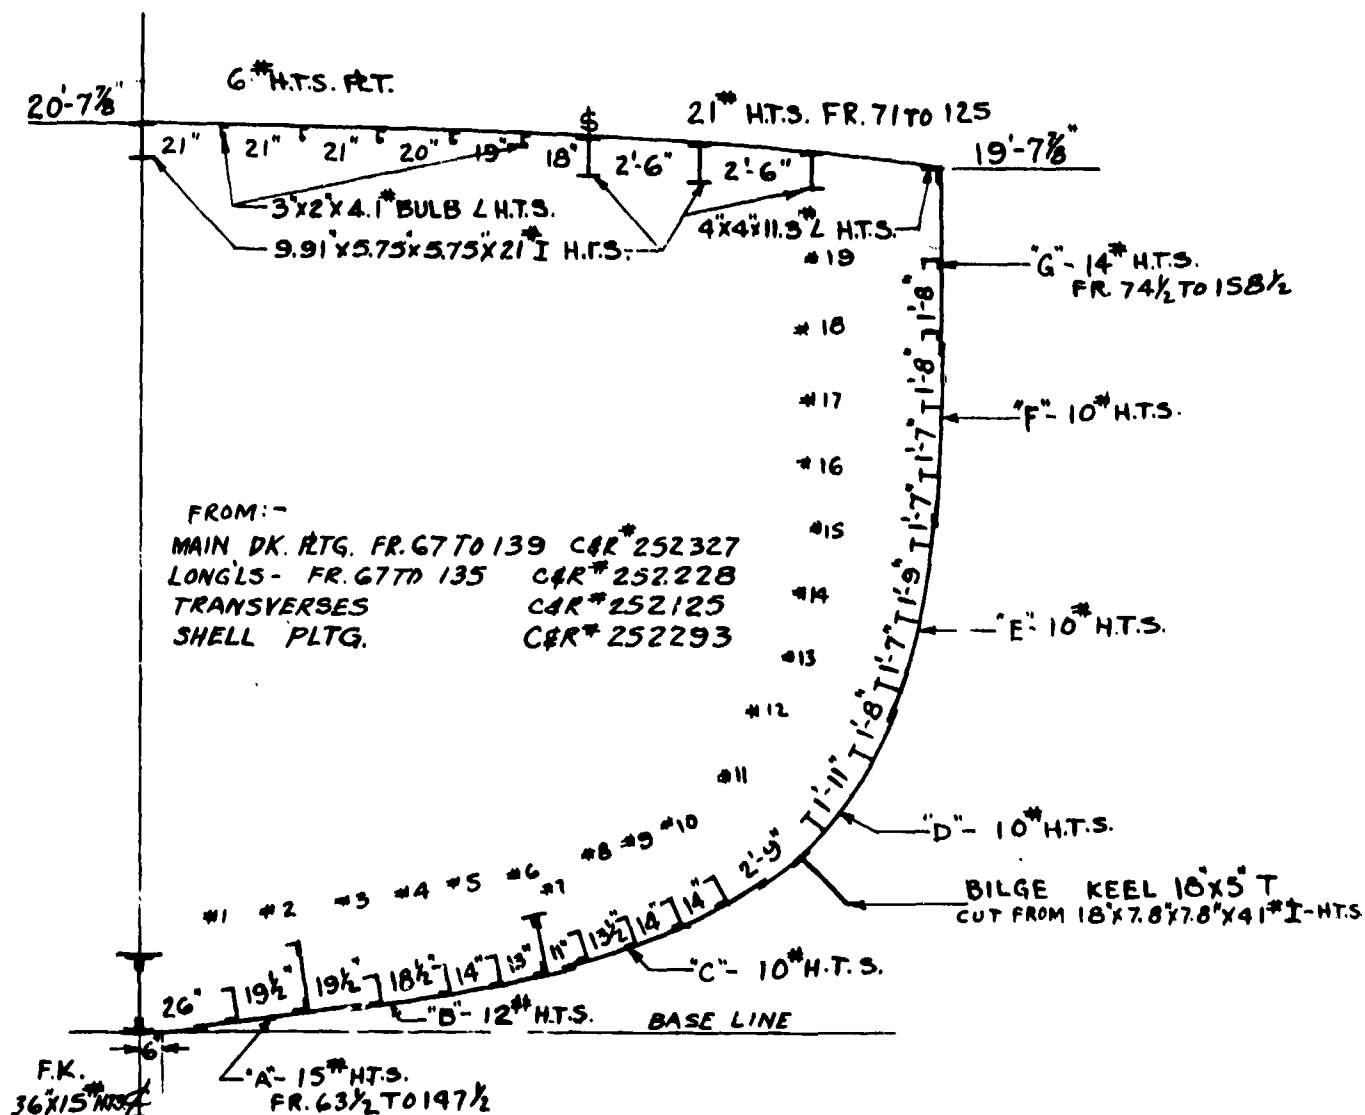 6 # H.T.S. PLT.
20'-7⅞"
21 # H.T.S. FR. 71 TO 125
19'-7⅞"
21" 21" 21" 20" 19" 18" 2'-6" 2'-6"
3"X2"X4.1# BULB L H.T.S.
4"X4"X11.3# L H.T.S.
9.91"X5.75"X5.75"X21# I H.T.S.
#19
"G"- 14# H.T.S.
FR. 74½ TO 158½
1'-8"
#18
1'-8"
#17
"F"- 10# H.T.S.
1'-7"
#16
1'-7"
FROM:-
MAIN DK. PLTG. FR. 67 TO 139 C&R # 252327
LONG'LS - FR. 67 TO 135 C&R # 252228
TRANSVERSES C&R # 252125
SHELL PLTG. C&R # 252293
#15
1'-9"
#14
"E"- 10# H.T.S.
1'-7"
#13
1'-8"
#12
1'-11"
#11
"D"- 10# H.T.S.
2'-9"
BILGE KEEL 18"X5" T
CUT FROM 18"X7.8"X7.8"X41# I-HTS
#1 #2 #3 #4 #5 #6 #7 #8 #9 #10
26" 19½" 19½" 18½" 14" 13" 11" 13½" 14" 14"
"C"- 10# H.T.S.
"B"- 12# H.T.S.
BASE LINE
6"
F.K.
36"X15# HTS
"A"- 15# H.T.S.
FR. 63½ TO 147½